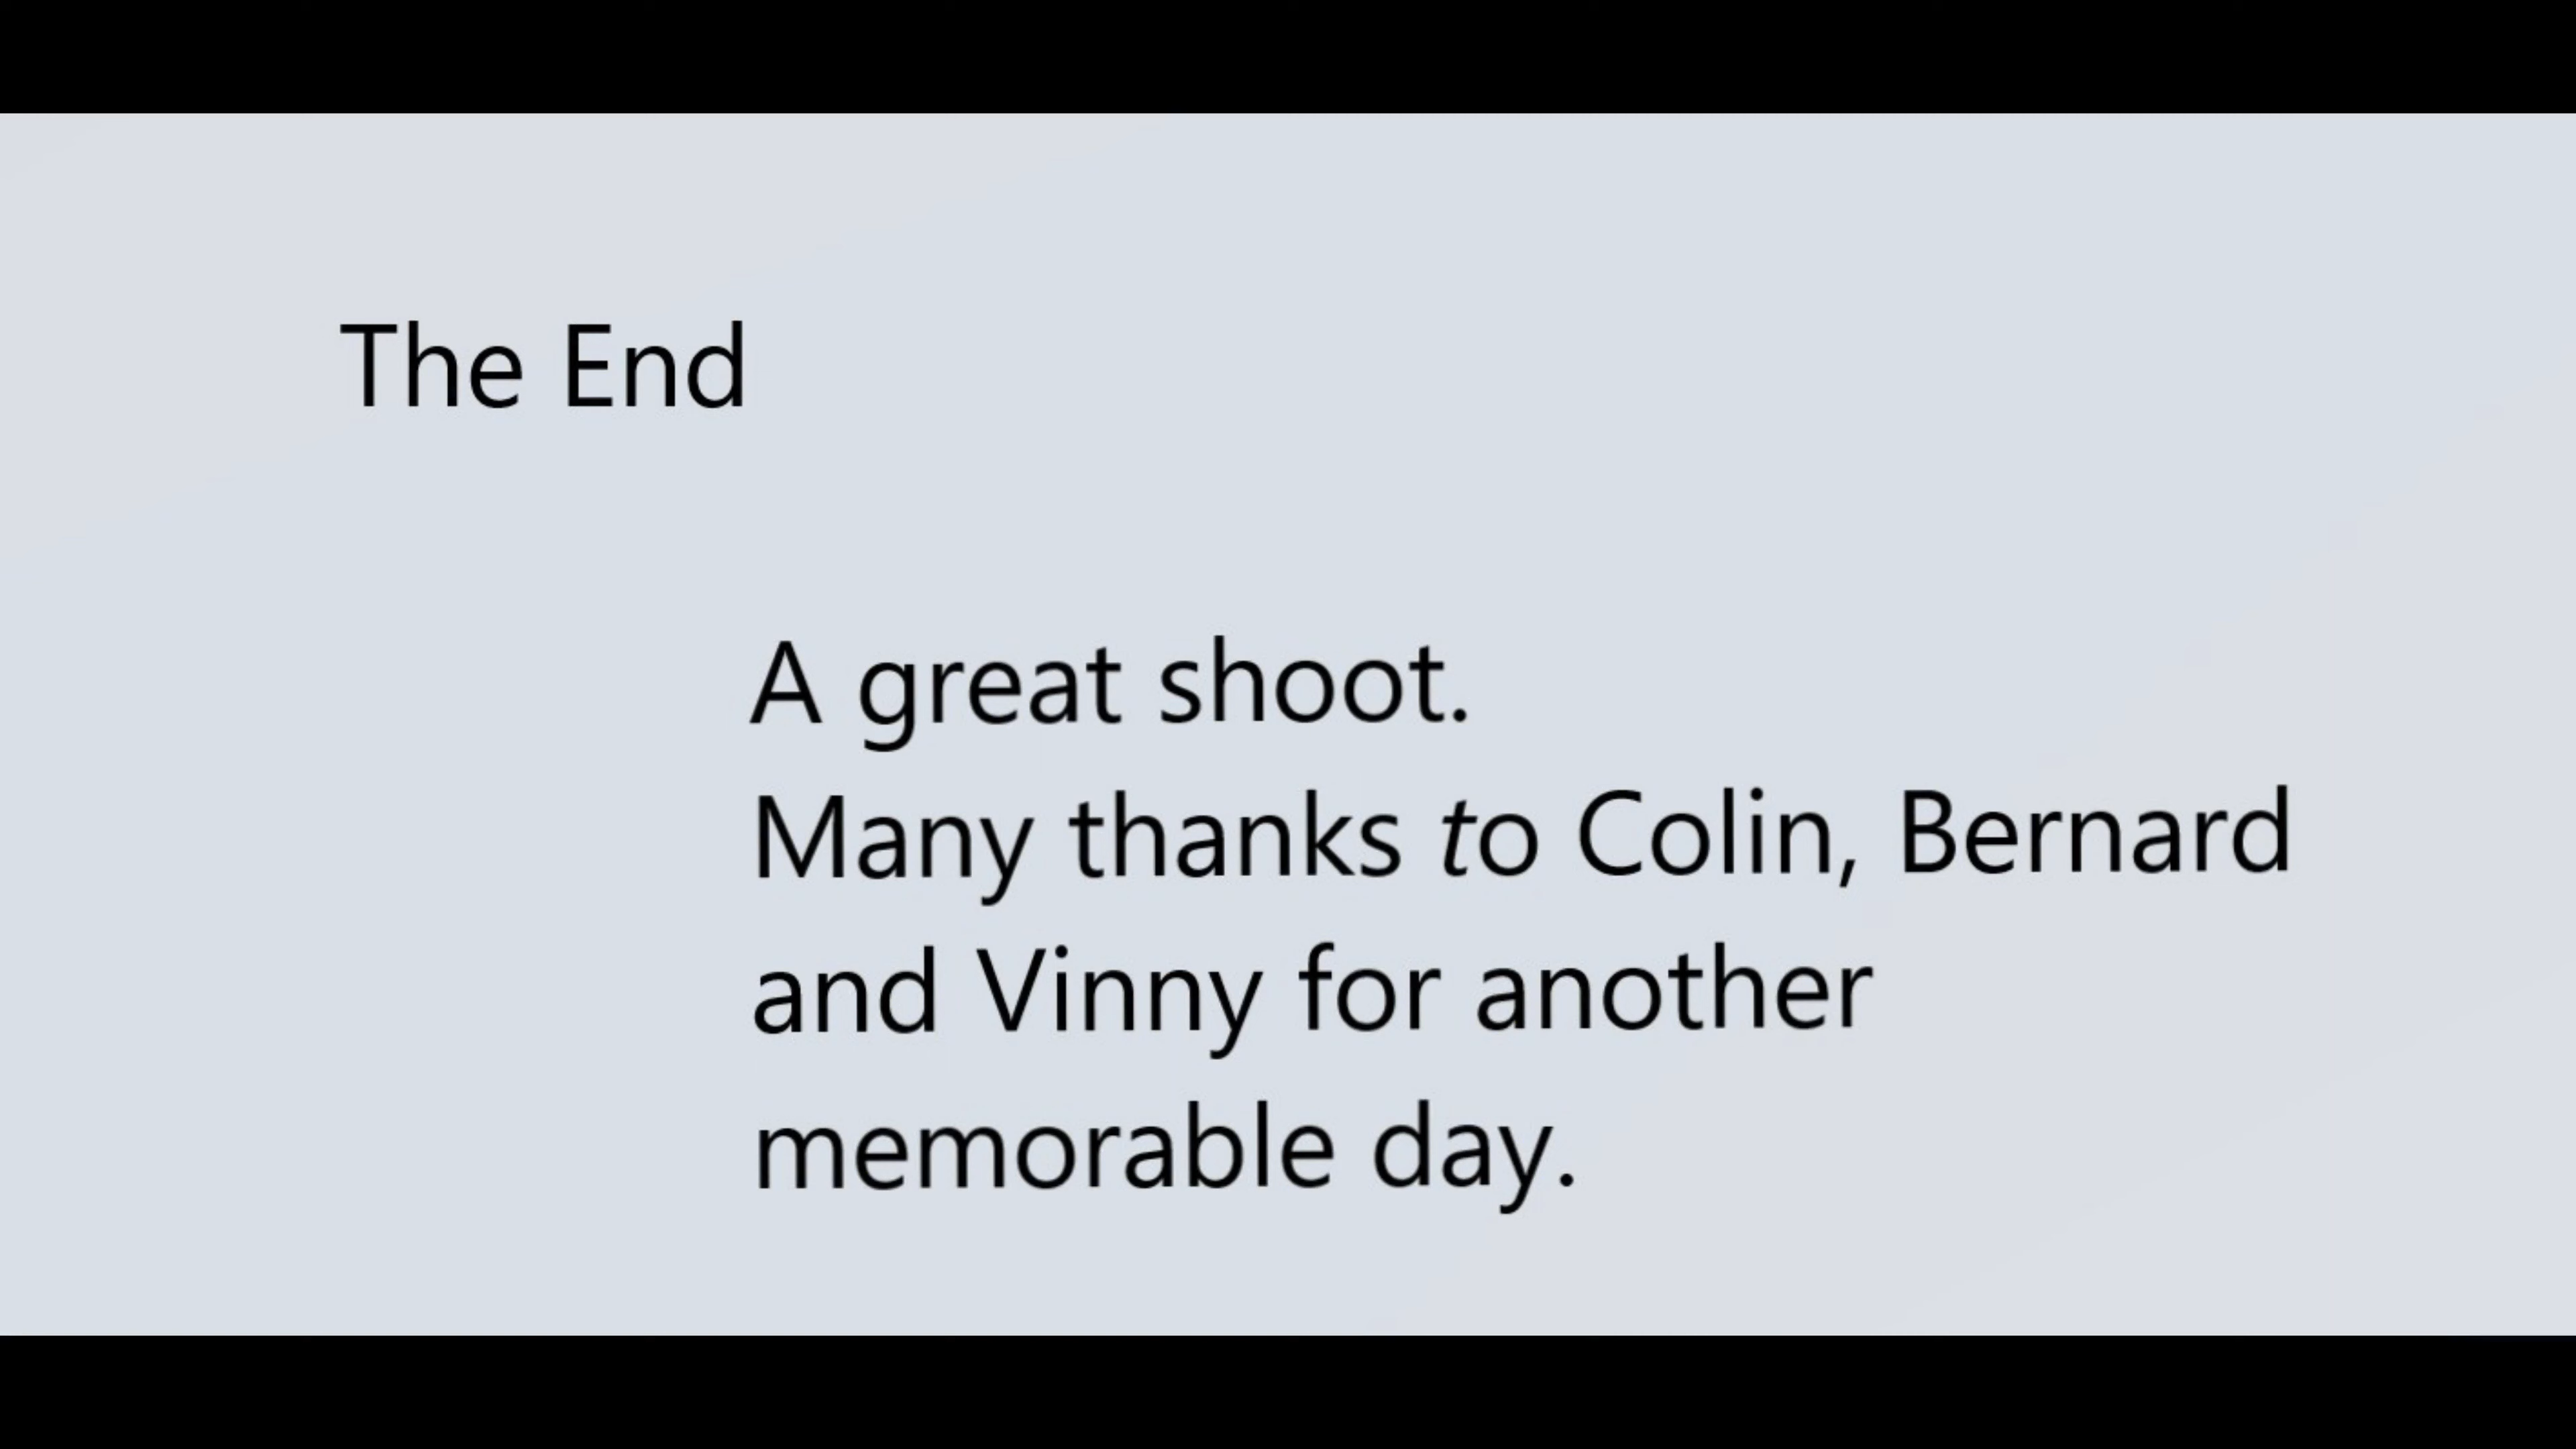 The End
A great shoot.
Many thanks to Colin, Bernard
and Vinny for another
memorable day.